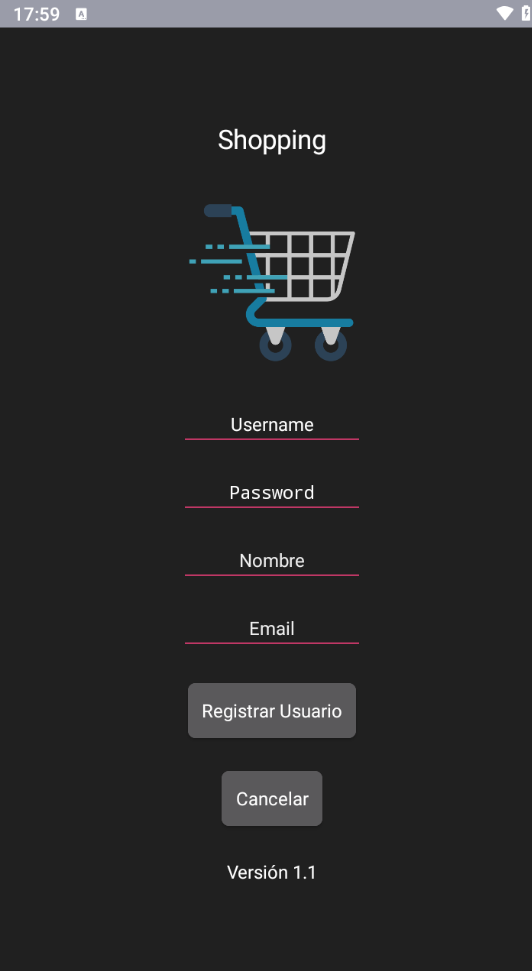 17:59
Shopping
Username
Password
Nombre
Email
Registrar Usuario
Cancelar
Versión 1.1